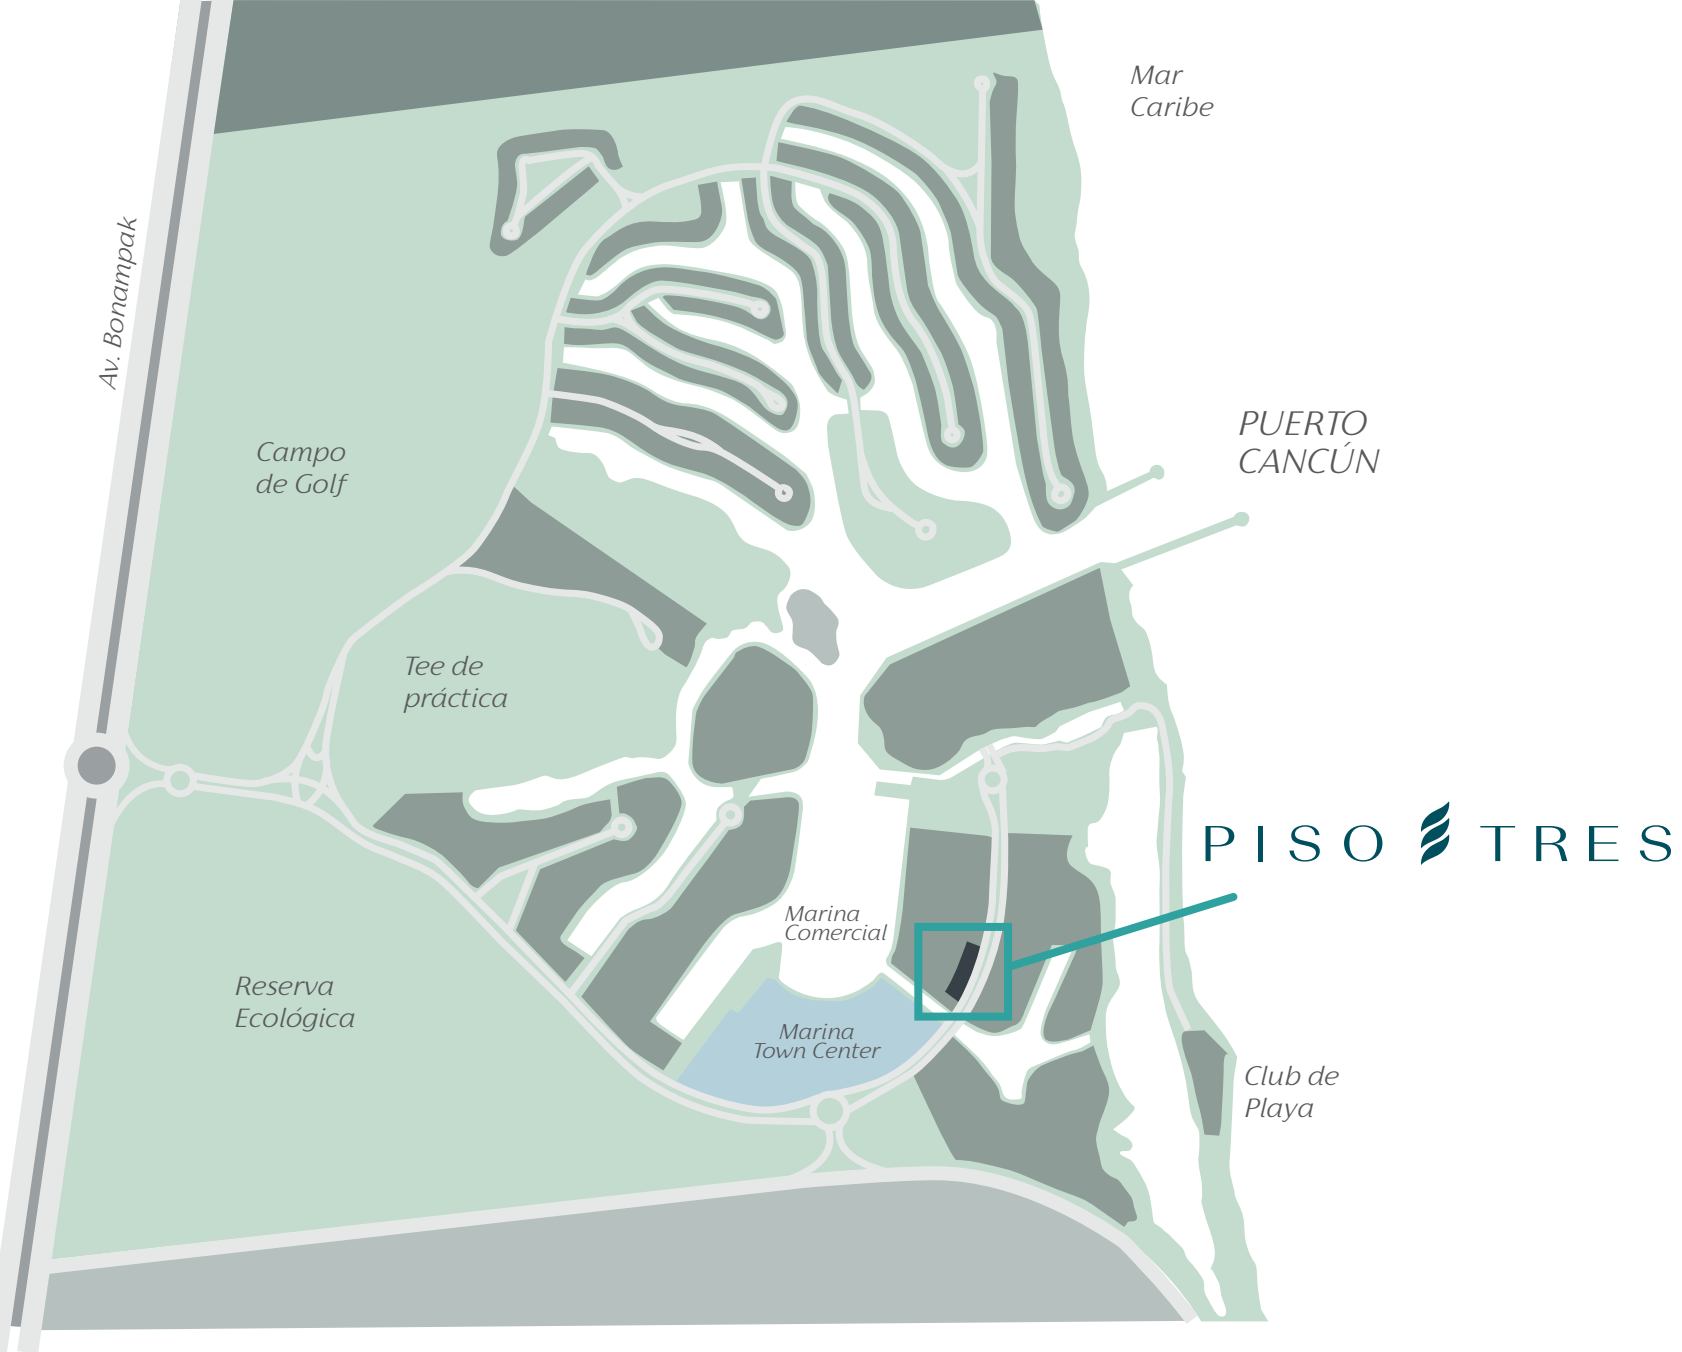 Mar
Caribe
Av. Bonampak
PUERTO
CANCÚN
Campo
de Golf
Tee de
práctica
PISO TRES
Marina
Comercial
Reserva
Ecológica
Marina
Town Center
Club de
Playa